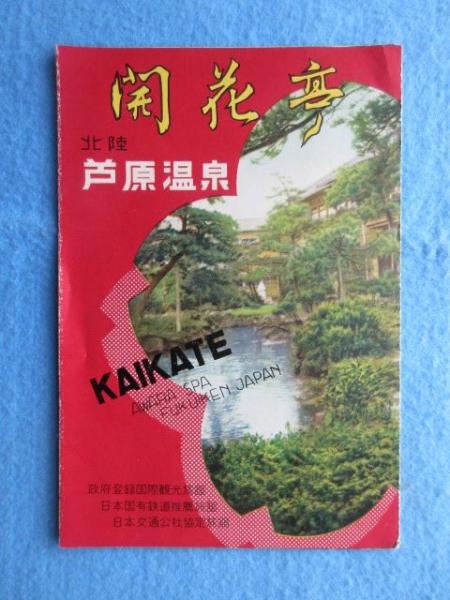 開花亭
北陸
芦原温泉
KAIKATE
AWARA SPA
FUKUIKEN JAPAN
政府登録国際観光旅館
日本国有鉄道推薦旅館
日本交通公社協定旅館